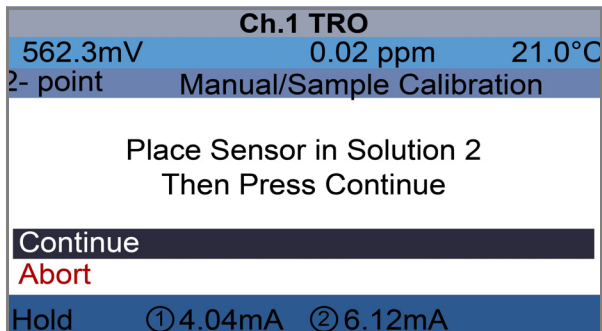 Ch.1 TRO
562.3mV 0.02 ppm 21.0°C
2- point Manual/Sample Calibration
Place Sensor in Solution 2
Then Press Continue
Continue
Abort
Hold ①4.04mA ②6.12mA